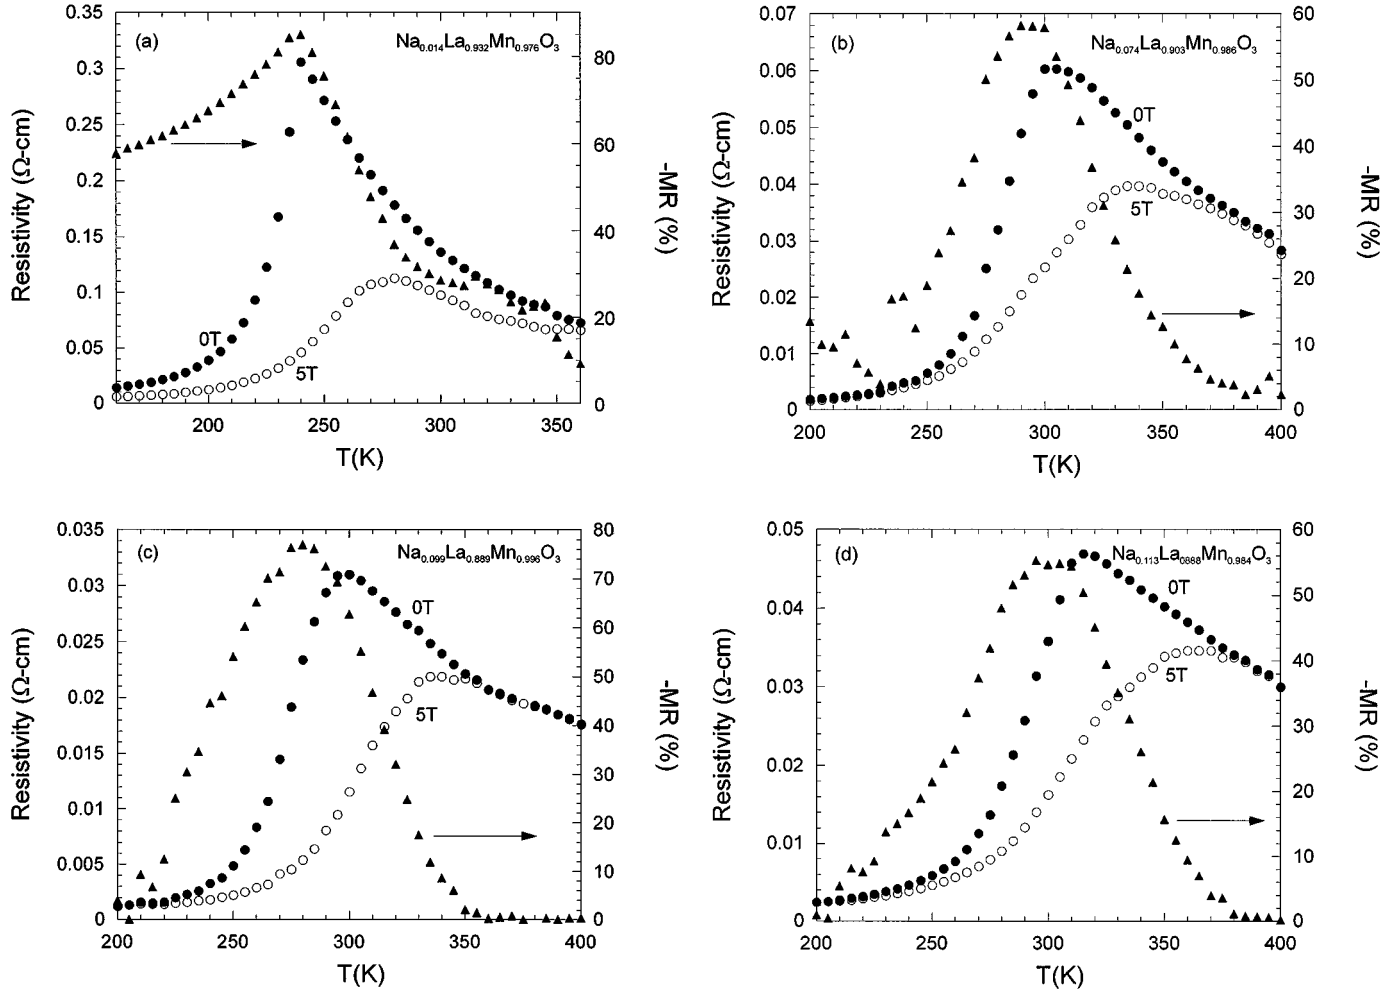 (a)
Na0.014La0.932Mn0.976O3
0.35
0.3
0.25
0.2
0.15
0.1
0.05
0
80
60
40
20
0
0T
5T
200
250
300
350
Resistivity (Ω-cm)
-MR (%)
T(K)
(b)
Na0.074La0.903Mn0.986O3
0.07
0.06
0.05
0.04
0.03
0.02
0.01
0
60
50
40
30
20
10
0
0T
5T
200
250
300
350
400
Resistivity (Ω-cm)
-MR (%)
T(K)
(c)
Na0.099La0.889Mn0.996O3
0.035
0.03
0.025
0.02
0.015
0.01
0.005
0
80
70
60
50
40
30
20
10
0
0T
5T
200
250
300
350
400
Resistivity (Ω-cm)
-MR (%)
T(K)
(d)
Na0.113La0888Mn0.984O3
0.05
0.04
0.03
0.02
0.01
0
60
50
40
30
20
10
0
0T
5T
200
250
300
350
400
Resistivity (Ω-cm)
-MR (%)
T(K)